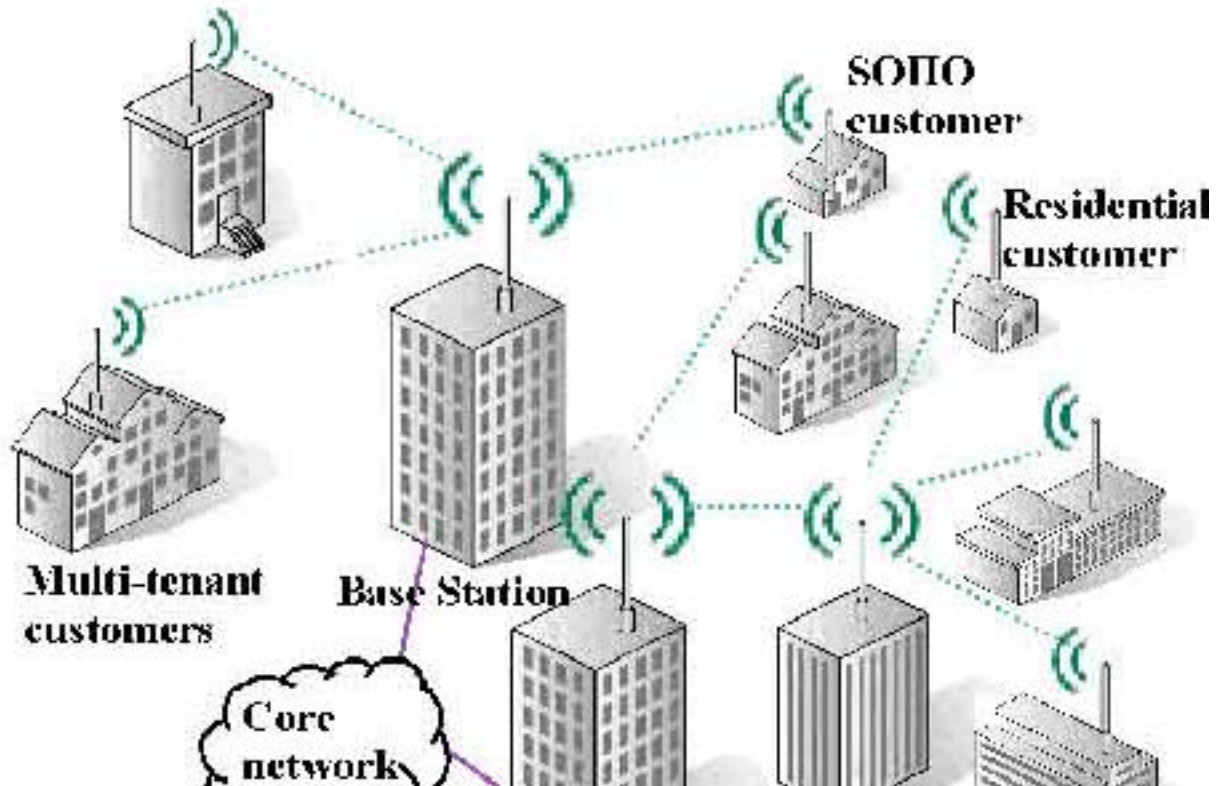 SOHO
customer
Residential
customer
Multi-tenant
customers
Base Station
Core
network